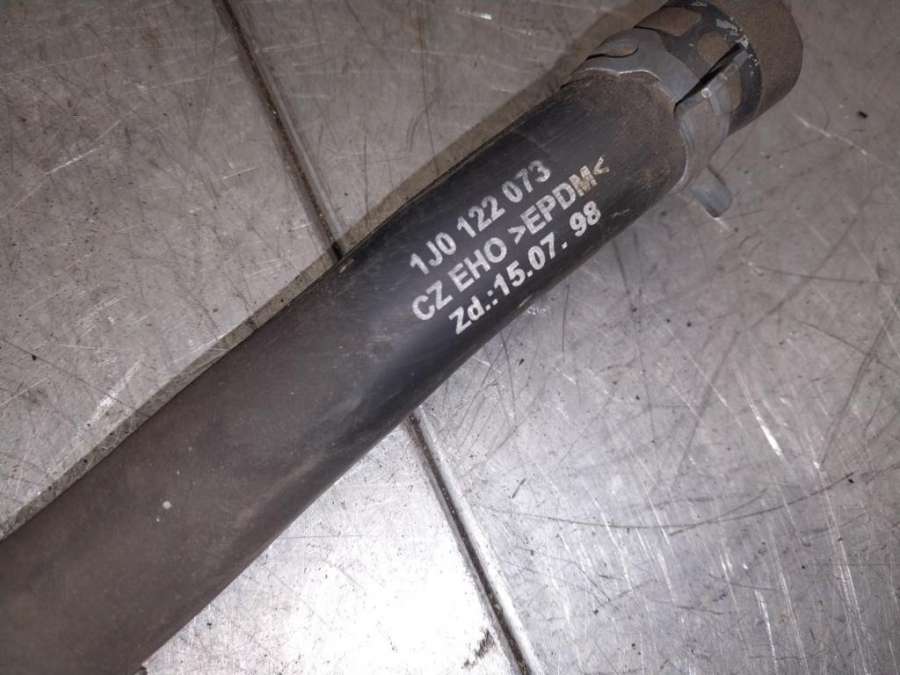 1J0 122 073
CZ EHO >EPDM<
Zd.:15.07. 98